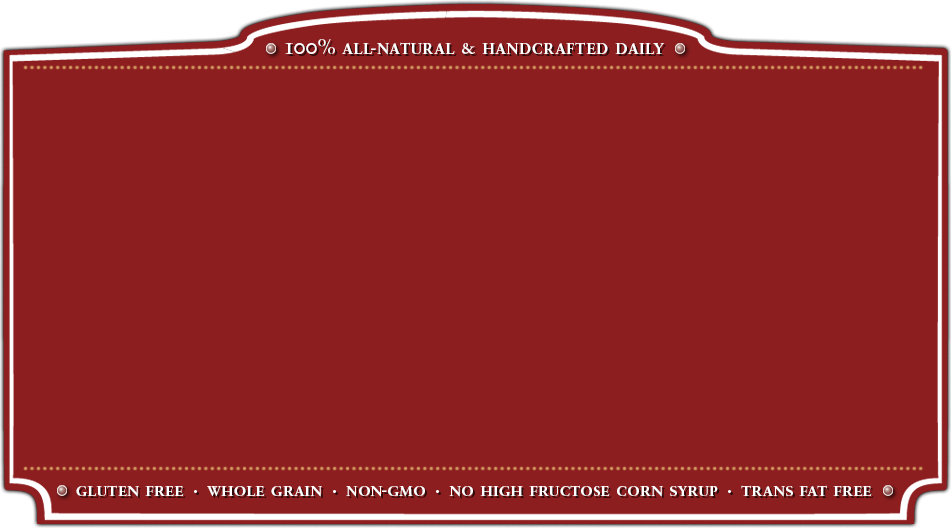 100% ALL-NATURAL & HANDCRAFTED DAILY
GLUTEN FREE · WHOLE GRAIN · NON-GMO · NO HIGH FRUCTOSE CORN SYRUP · TRANS FAT FREE